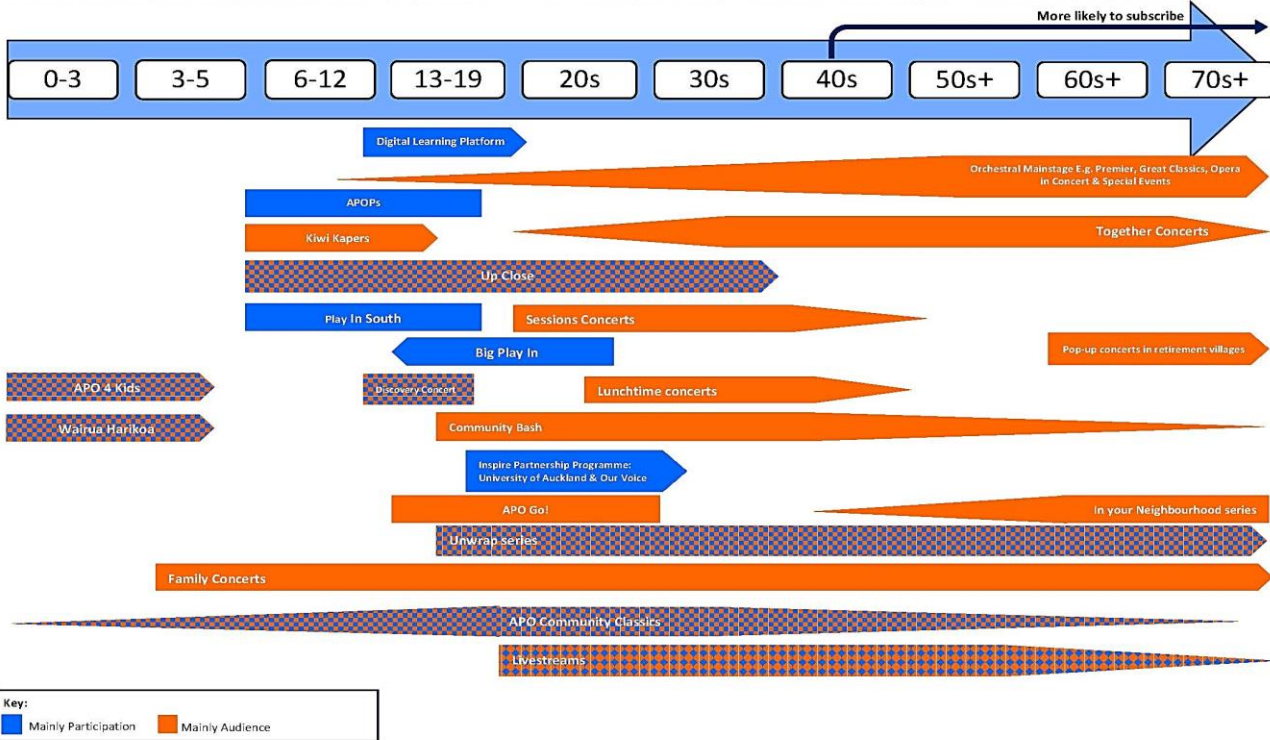 More likely to subscribe
0-3 3-5 6-12 13-19 20s 30s 40s 50s+ 60s+ 70s+
Digital Learning Platform
Orchestral Mainstage E.g. Premier, Great Classics, Opera
in Concert & Special Events
APOPs
Kiwi Kapers
Together Concerts
Up Close
Play In South
Sessions Concerts
Big Play In
Pop-up concerts in retirement villages
APO 4 Kids
Discovery Concert
Lunchtime concerts
Wairua Harikoa
Community Bash
Inspire Partnership Programme:
University of Auckland & Our Voice
APO Go!
In your Neighbourhood series
Unwrap series
Family Concerts
APO Community Classics
Livestreams
Key:
Mainly Participation Mainly Audience